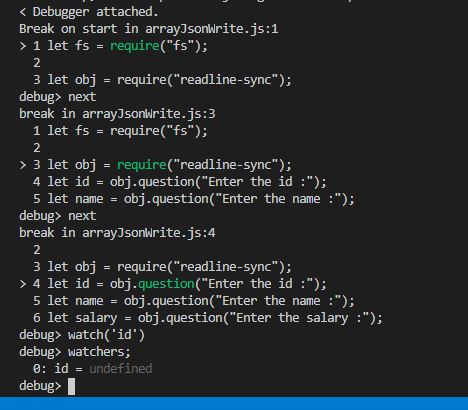 < Debugger attached.
Break on start in arrayJsonWrite.js:1
> 1 let fs = require("fs");
  2
  3 let obj = require("readline-sync");
debug> next
break in arrayJsonWrite.js:3
  1 let fs = require("fs");
  2
> 3 let obj = require("readline-sync");
  4 let id = obj.question("Enter the id :");
  5 let name = obj.question("Enter the name :");
debug> next
break in arrayJsonWrite.js:4
  2
  3 let obj = require("readline-sync");
> 4 let id = obj.question("Enter the id :");
  5 let name = obj.question("Enter the name :");
  6 let salary = obj.question("Enter the salary :");
debug> watch('id')
debug> watchers;
  0: id = undefined
debug>